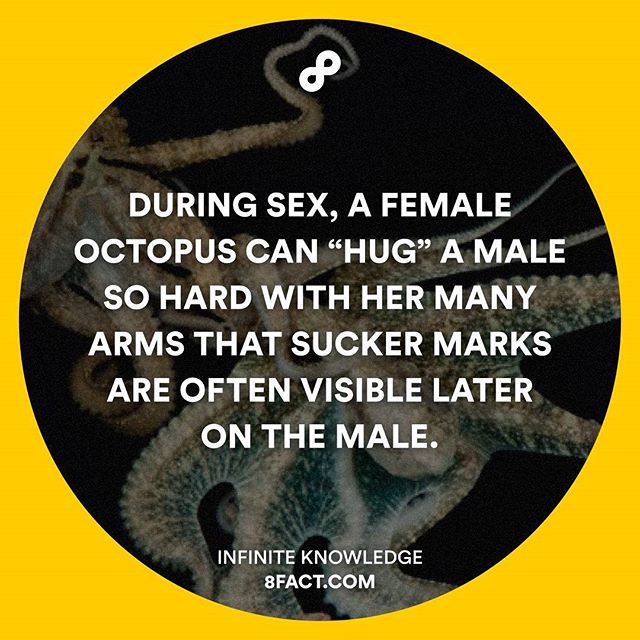 DURING SEX, A FEMALE
OCTOPUS CAN “HUG” A MALE
SO HARD WITH HER MANY
ARMS THAT SUCKER MARKS
ARE OFTEN VISIBLE LATER
ON THE MALE.
INFINITE KNOWLEDGE
8FACT.COM